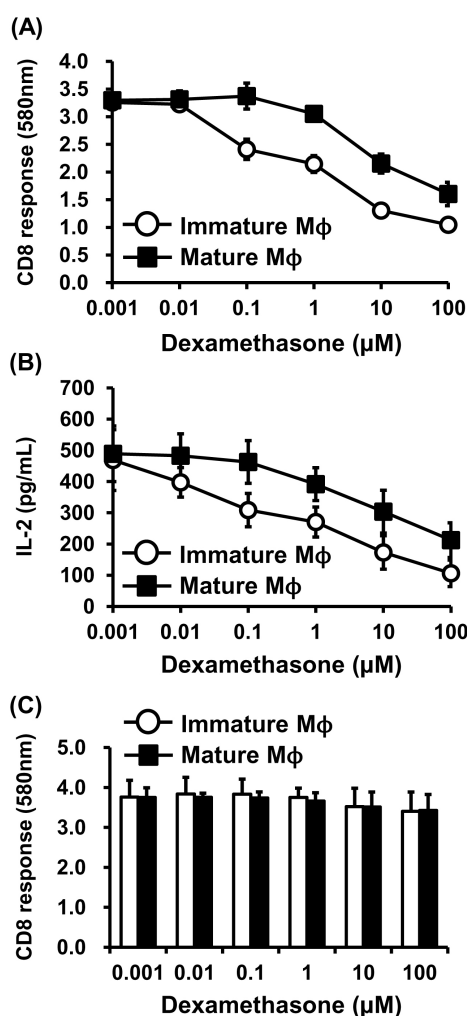 (A)
CD8 response (580nm)
4.0
3.5
3.0
2.5
2.0
1.5
1.0
0.5
0.0
Immature Mϕ
Mature Mϕ
0.001 0.01 0.1 1 10 100
Dexamethasone (µM)
(B)
IL-2 (pg/mL)
700
600
500
400
300
200
100
0
Immature Mϕ
Mature Mϕ
0.001 0.01 0.1 1 10 100
Dexamethasone (µM)
(C)
Immature Mϕ
Mature Mϕ
CD8 response (580nm)
5.0
4.0
3.0
2.0
1.0
0.0
0.001 0.01 0.1 1 10 100
Dexamethasone (µM)